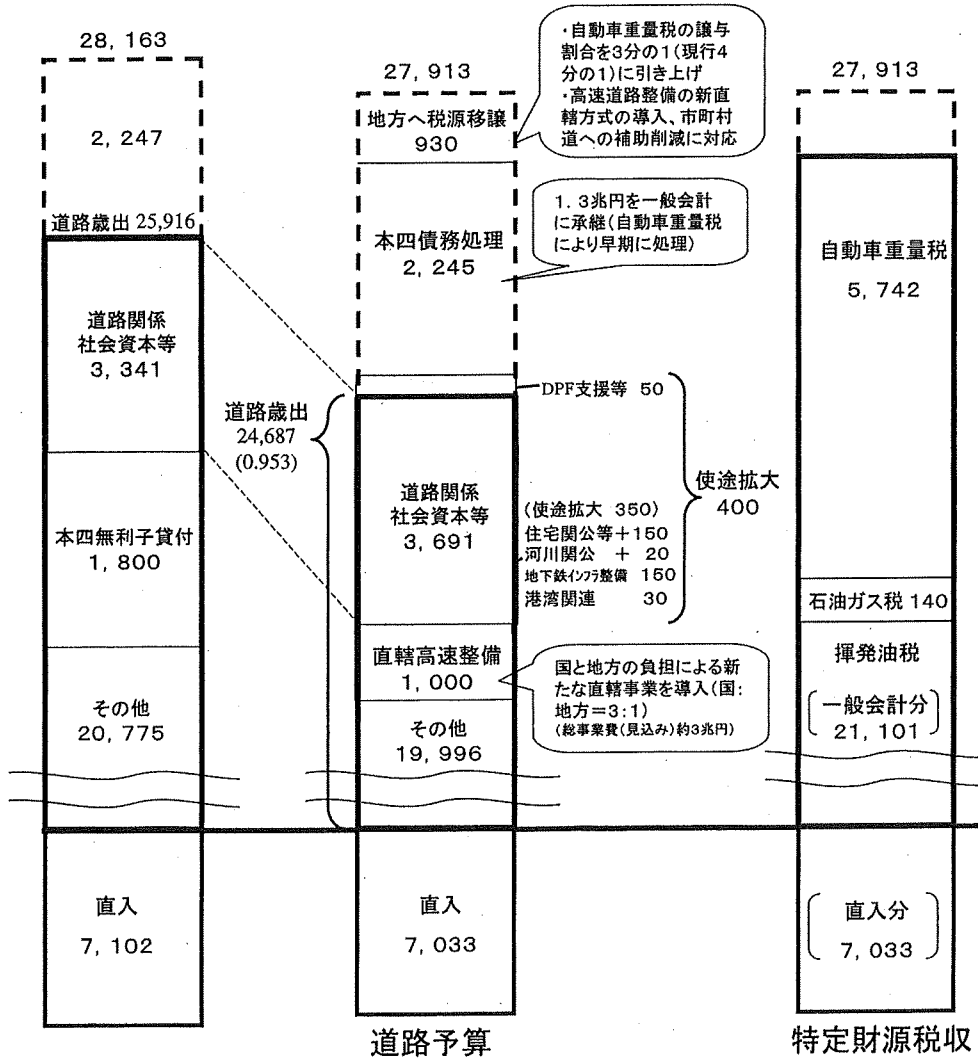 28,163
2,247
道路歳出 25,916
道路関係
社会資本等
3,341
本四無利子貸付
1,800
その他
20,775
直入
7,102
27,913
地方へ税源移譲
930
・自動車重量税の譲与
割合を3分の1(現行4
分の1)に引き上げ
・高速道路整備の新直
轄方式の導入、市町村
道への補助削減に対応
本四債務処理
2,245
1.3兆円を一般会計
に承継(自動車重量税
により早期に処理)
DPF支援等 50
道路歳出
24,687
(0.953)
道路関係
社会資本等
3,691
(使途拡大 350)
住宅関公等+150
河川関公 + 20
地下鉄インフラ整備 150
港湾関連 30
使途拡大
400
直轄高速整備
1,000
国と地方の負担による新
たな直轄事業を導入(国:
地方=3:1)
(総事業費(見込み)約3兆円)
その他
19,996
直入
7,033
道路予算
27,913
自動車重量税
5,742
石油ガス税 140
揮発油税
一般会計分
21,101
直入分
7,033
特定財源税収